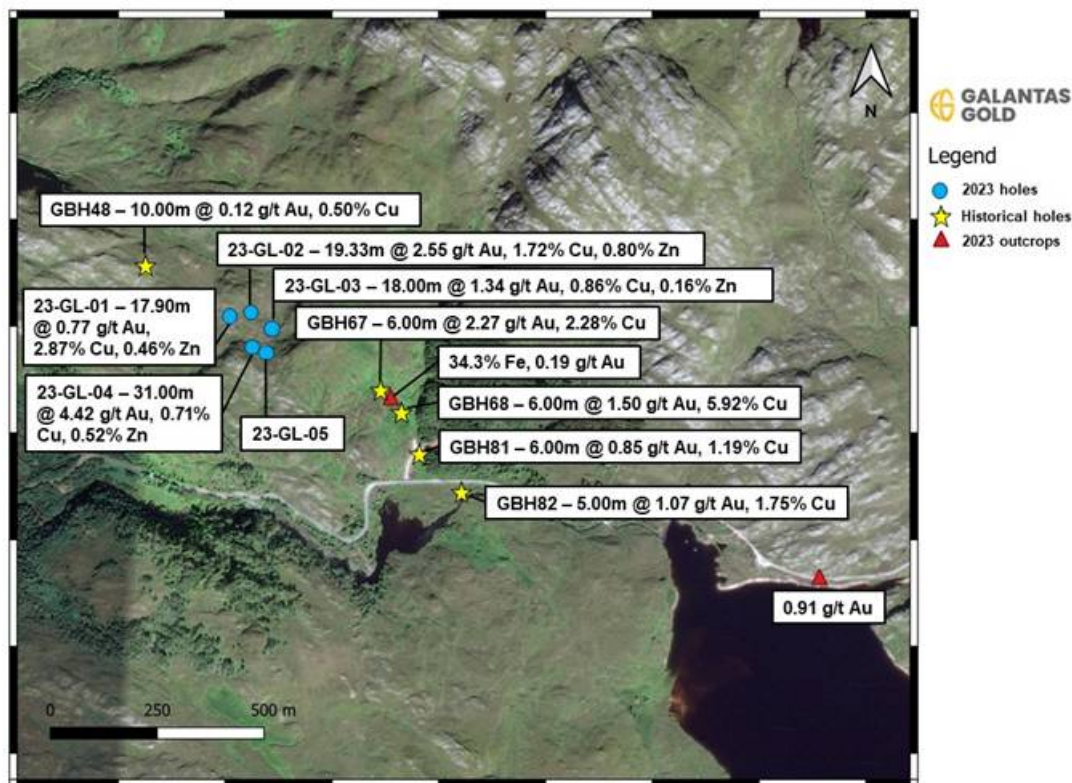 GALANTAS
GOLD
Legend
2023 holes
Historical holes
2023 outcrops
N
GBH48 – 10.00m @ 0.12 g/t Au, 0.50% Cu
23-GL-02 – 19.33m @ 2.55 g/t Au, 1.72% Cu, 0.80% Zn
23-GL-03 – 18.00m @ 1.34 g/t Au, 0.86% Cu, 0.16% Zn
23-GL-01 – 17.90m
@ 0.77 g/t Au,
2.87% Cu, 0.46% Zn
GBH67 – 6.00m @ 2.27 g/t Au, 2.28% Cu
34.3% Fe, 0.19 g/t Au
23-GL-04 – 31.00m
@ 4.42 g/t Au, 0.71%
Cu, 0.52% Zn
23-GL-05
GBH68 – 6.00m @ 1.50 g/t Au, 5.92% Cu
GBH81 – 6.00m @ 0.85 g/t Au, 1.19% Cu
GBH82 – 5.00m @ 1.07 g/t Au, 1.75% Cu
0.91 g/t Au
0 250 500 m